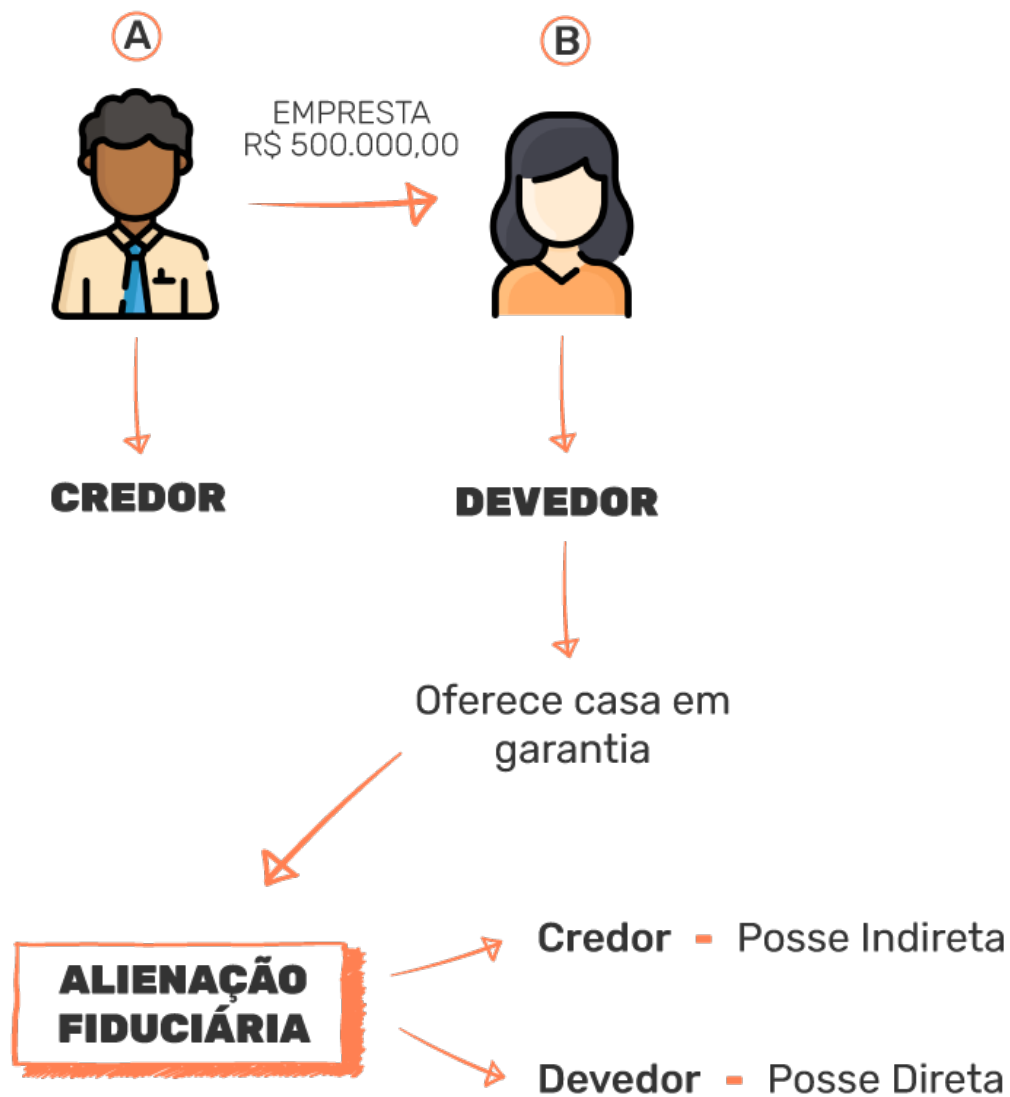 A
B
EMPRESTA
R$ 500.000,00
CREDOR
DEVEDOR
Oferece casa em
garantia
ALIENAÇÃO
FIDUCIÁRIA
Credor - Posse Indireta
Devedor - Posse Direta